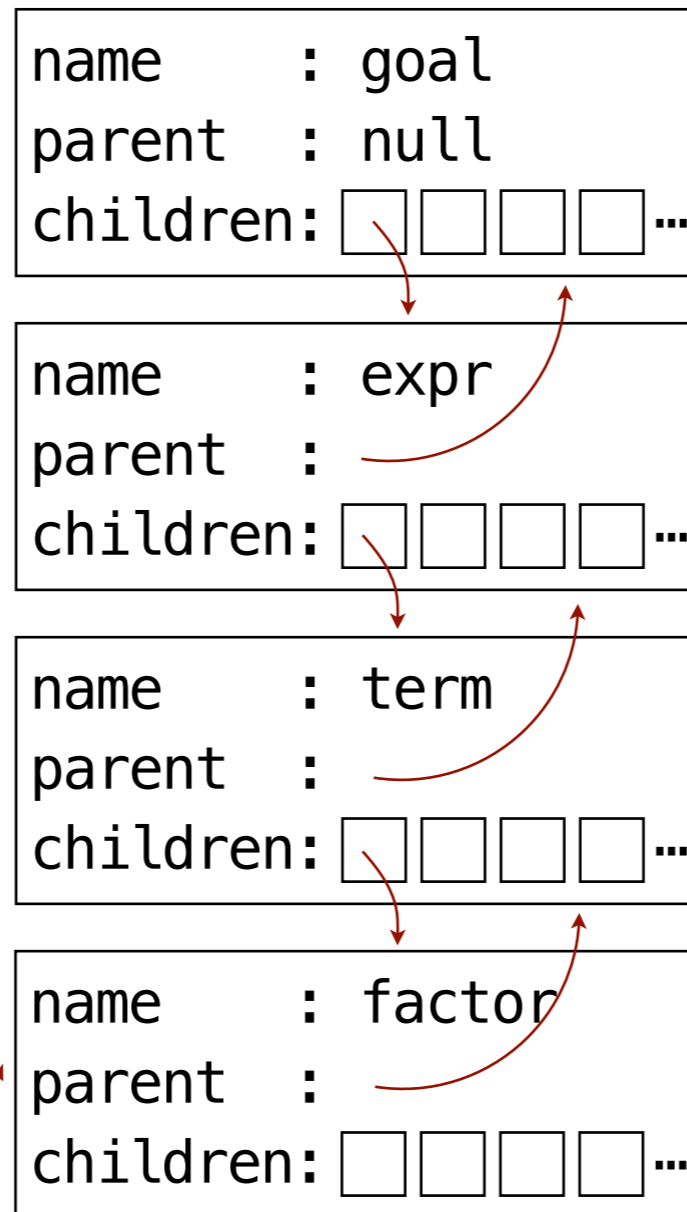 name : goal
parent : null
children: …
name : expr
parent :
children: …
name : term
parent :
children: …
name : factor
parent :
children: …